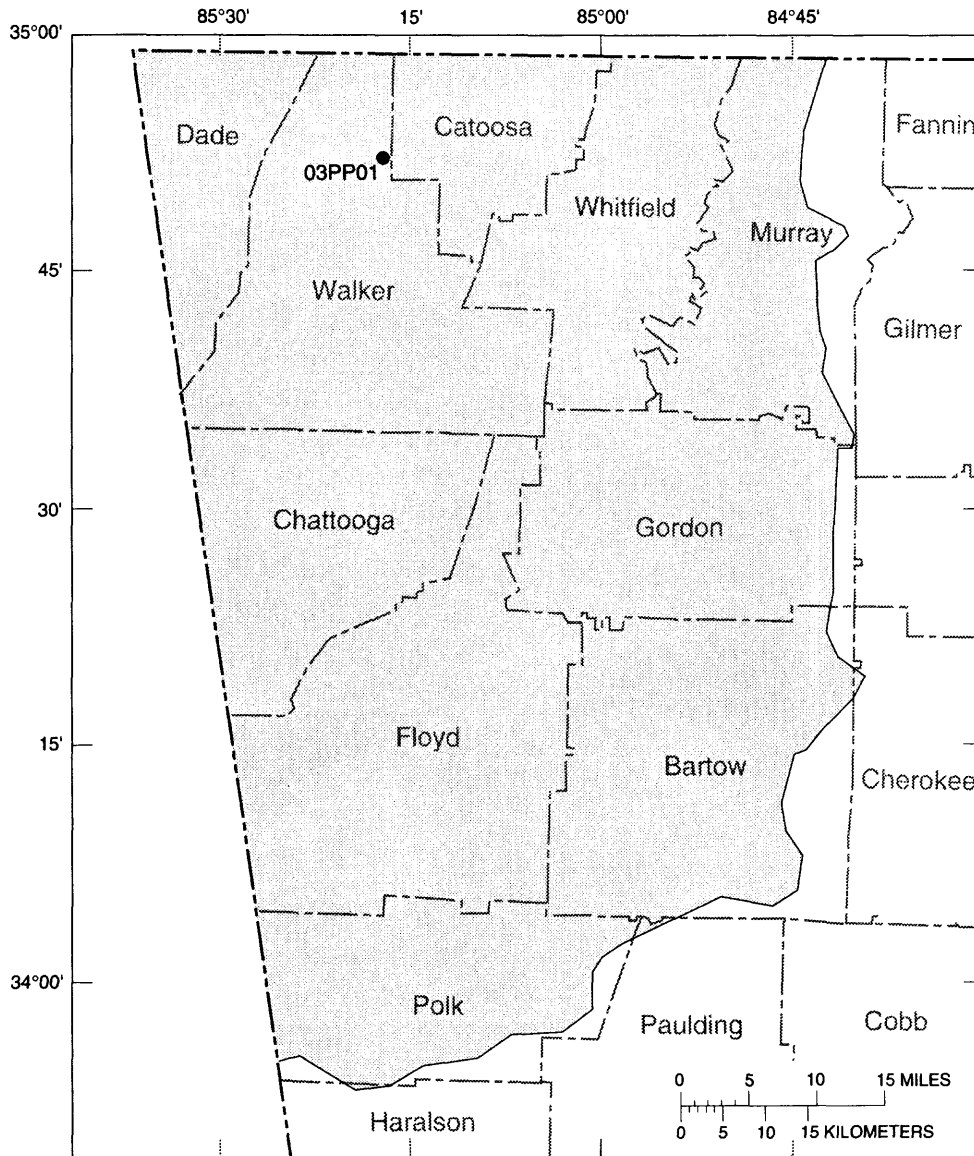 85°30' 15' 85°00' 84°45'
35°00'
Dade
Catoosa
Fannin
03PP01
Whitfield
Murray
45'
Walker
Gilmer
30'
Chattooga
Gordon
Floyd
15'
Bartow
Cherokee
34°00'
Polk
Paulding
Cobb
0 5 10 15 MILES
0 5 10 15 KILOMETERS
Haralson